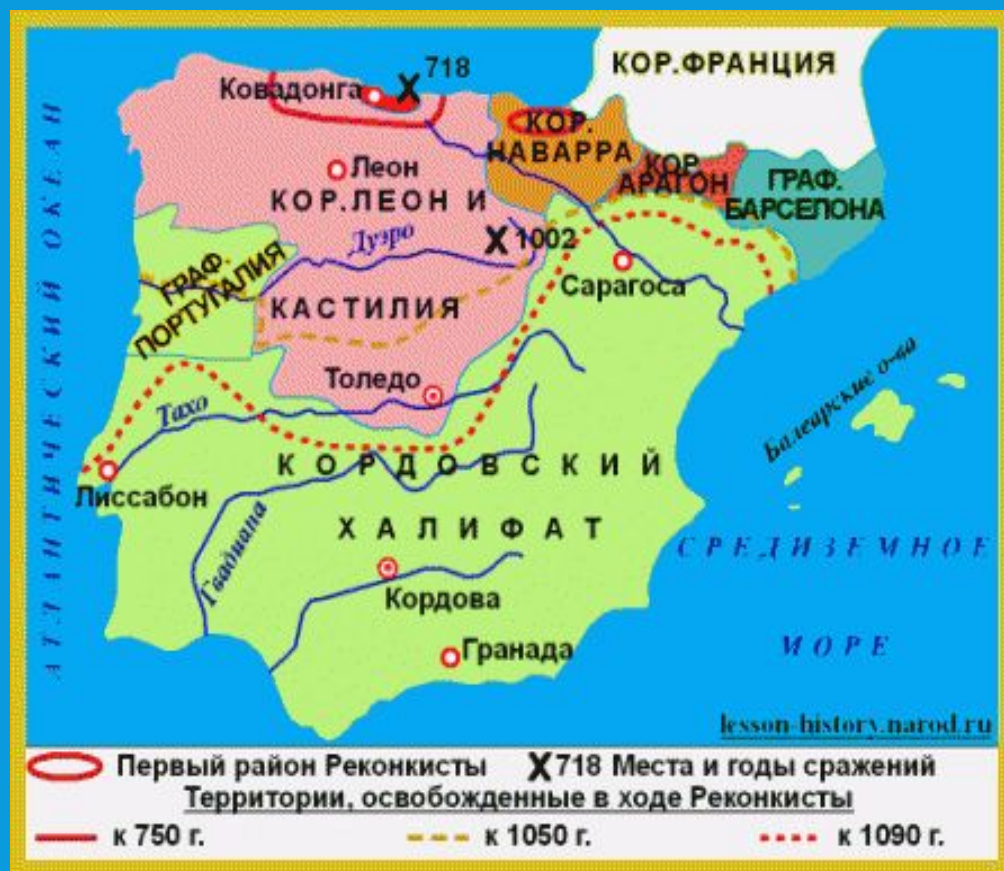 718
КОР.ФРАНЦИЯ
Ковадонга
КОР.
НАВАРРА
КОР.
АРАГОН
ГРАФ.
БАРСЕЛОНА
Леон
КОР.ЛЕОН И
Дуэро
1002
Сарагоса
ГРАФ.
ПОРТУГАЛИЯ
КАСТИЛИЯ
Толедо
Тахо
Балеарские о-ва
АТЛАНТИЧЕСКИЙ ОКЕАН
Лиссабон
КОРДОВСКИЙ
ХАЛИФАТ
Гвадиана
СРЕДИЗЕМНОЕ
МОРЕ
Кордова
Гранада
lesson-history.narod.ru
Первый район Реконкисты
X 718 Места и годы сражений
Территории, освобожденные в ходе Реконкисты
к 750 г.
к 1050 г.
к 1090 г.